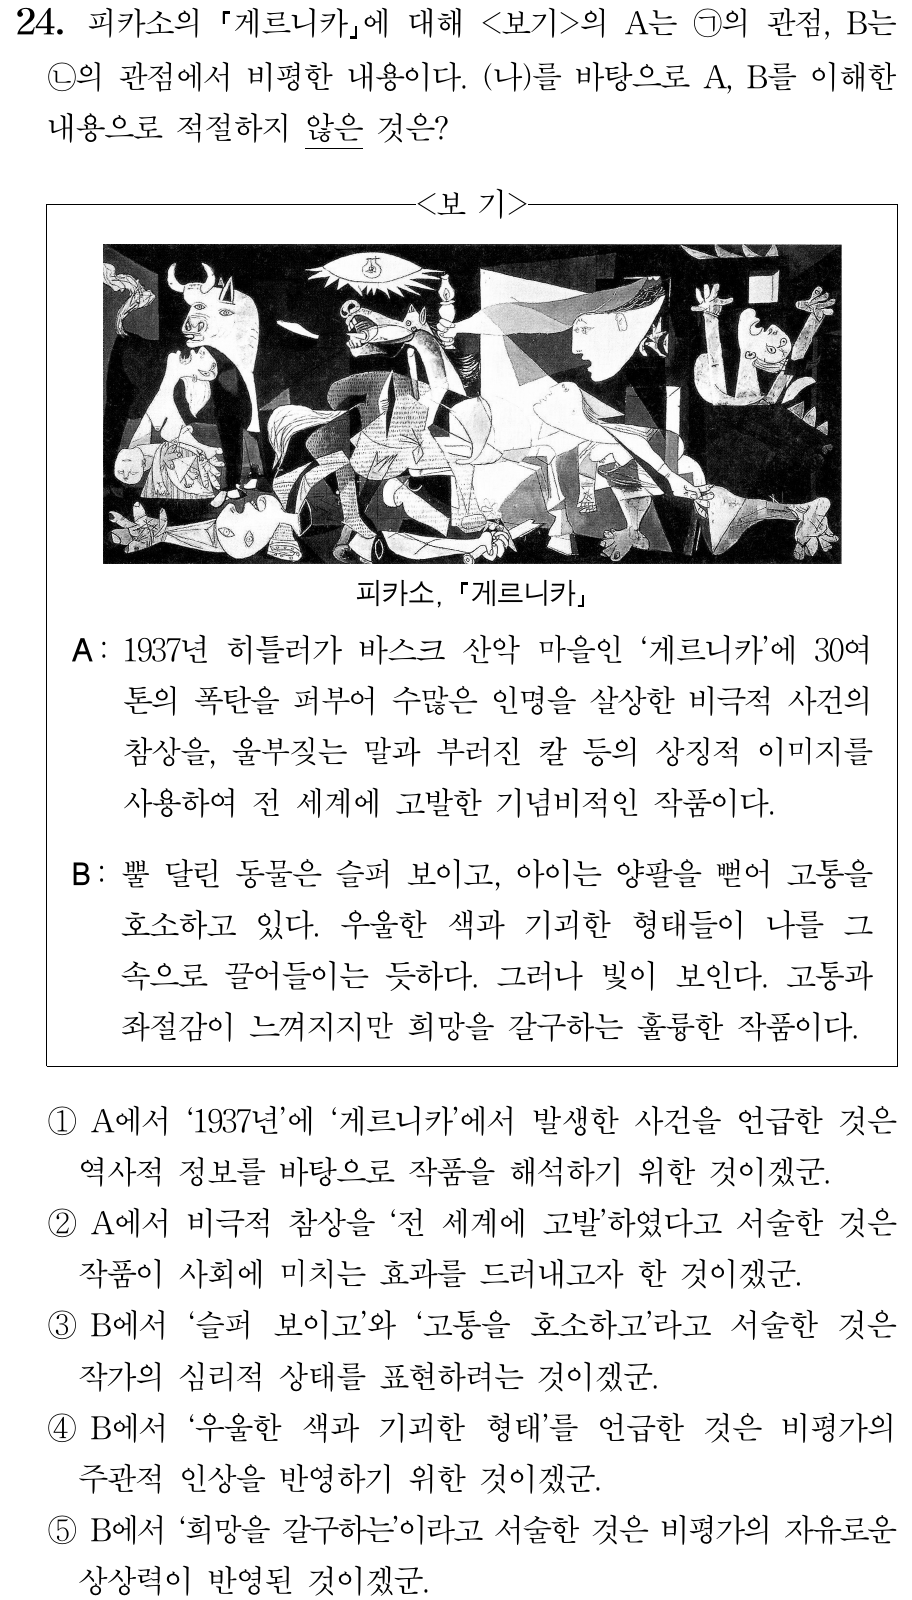 24. 피카소의 『게르니카』에 대해 <보기>의 A는 ㉠의 관점, B는
㉡의 관점에서 비평한 내용이다. (나)를 바탕으로 A, B를 이해한
내용으로 적절하지 않은 것은?
<보 기>
피카소, 『게르니카』
A : 1937년 히틀러가 바스크 산악 마을인 ‘게르니카’에 30여
톤의 폭탄을 퍼부어 수많은 인명을 살상한 비극적 사건의
참상을, 울부짖는 말과 부러진 칼 등의 상징적 이미지를
사용하여 전 세계에 고발한 기념비적인 작품이다.
B : 뿔 달린 동물은 슬퍼 보이고, 아이는 양팔을 뻗어 고통을
호소하고 있다. 우울한 색과 기괴한 형태들이 나를 그
속으로 끌어들이는 듯하다. 그러나 빛이 보인다. 고통과
좌절감이 느껴지지만 희망을 갈구하는 훌륭한 작품이다.
① A에서 ‘1937년’에 ‘게르니카’에서 발생한 사건을 언급한 것은
역사적 정보를 바탕으로 작품을 해석하기 위한 것이겠군.
② A에서 비극적 참상을 ‘전 세계에 고발’하였다고 서술한 것은
작품이 사회에 미치는 효과를 드러내고자 한 것이겠군.
③ B에서 ‘슬퍼 보이고’와 ‘고통을 호소하고’라고 서술한 것은
작가의 심리적 상태를 표현하려는 것이겠군.
④ B에서 ‘우울한 색과 기괴한 형태’를 언급한 것은 비평가의
주관적 인상을 반영하기 위한 것이겠군.
⑤ B에서 ‘희망을 갈구하는’이라고 서술한 것은 비평가의 자유로운
상상력이 반영된 것이겠군.